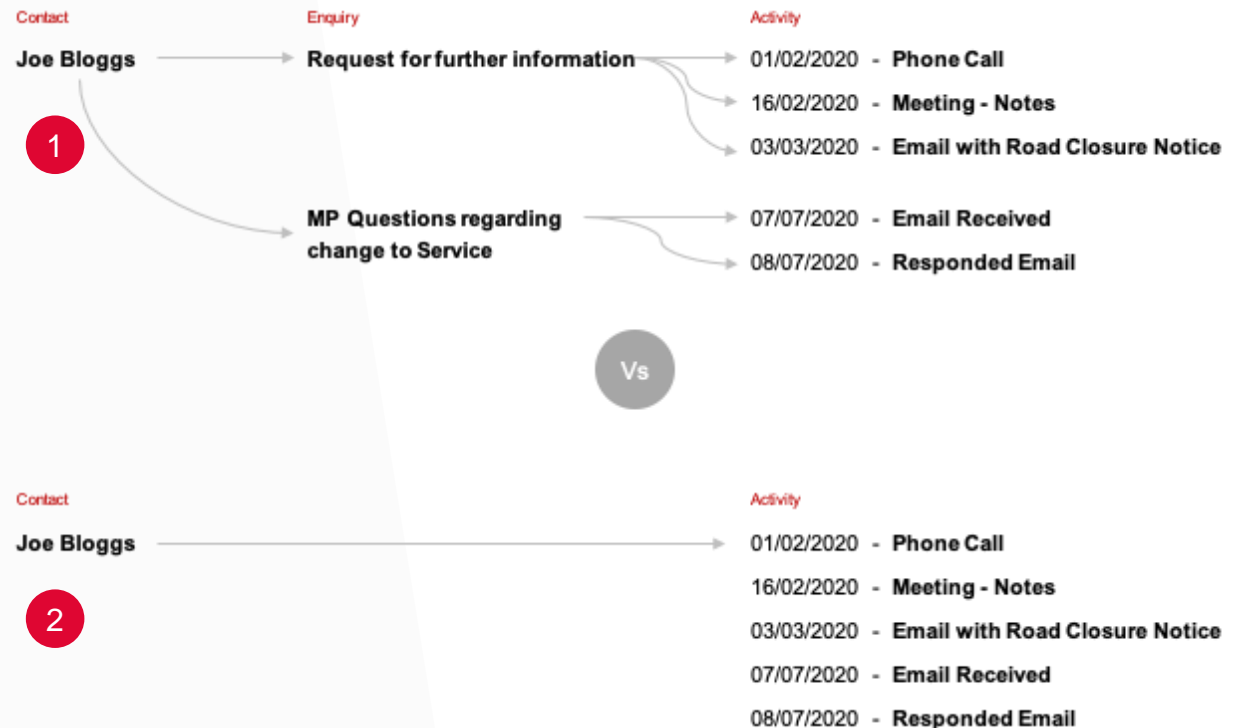 Contact Enquiry Activity
Joe Bloggs Request for further information 01/02/2020 - Phone Call
16/02/2020 - Meeting - Notes
1
03/03/2020 - Email with Road Closure Notice
MP Questions regarding 07/07/2020 - Email Received
change to Service
08/07/2020 - Responded Email
Vs
Contact Activity
Joe Bloggs 01/02/2020 - Phone Call
16/02/2020 - Meeting - Notes
2
03/03/2020 - Email with Road Closure Notice
07/07/2020 - Email Received
08/07/2020 - Responded Email